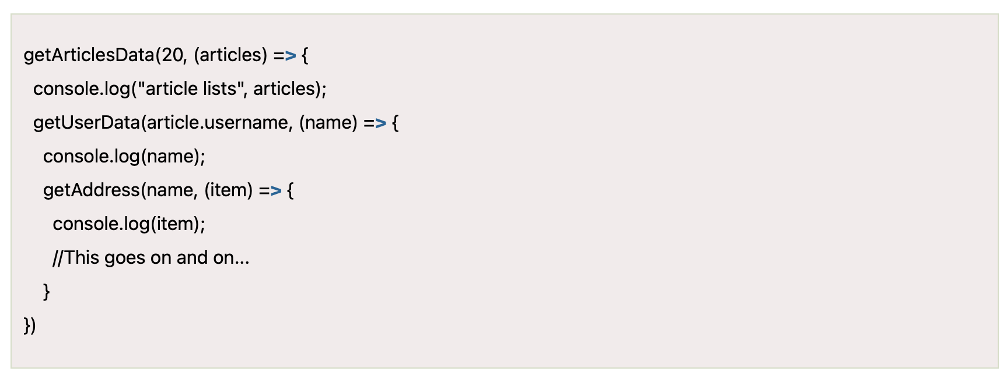 getArticlesData(20, (articles) => {
console.log("article lists", articles);
getUserData(article.username, (name) => {
console.log(name);
getAddress(name, (item) => {
console.log(item);
//This goes on and on...
}
})